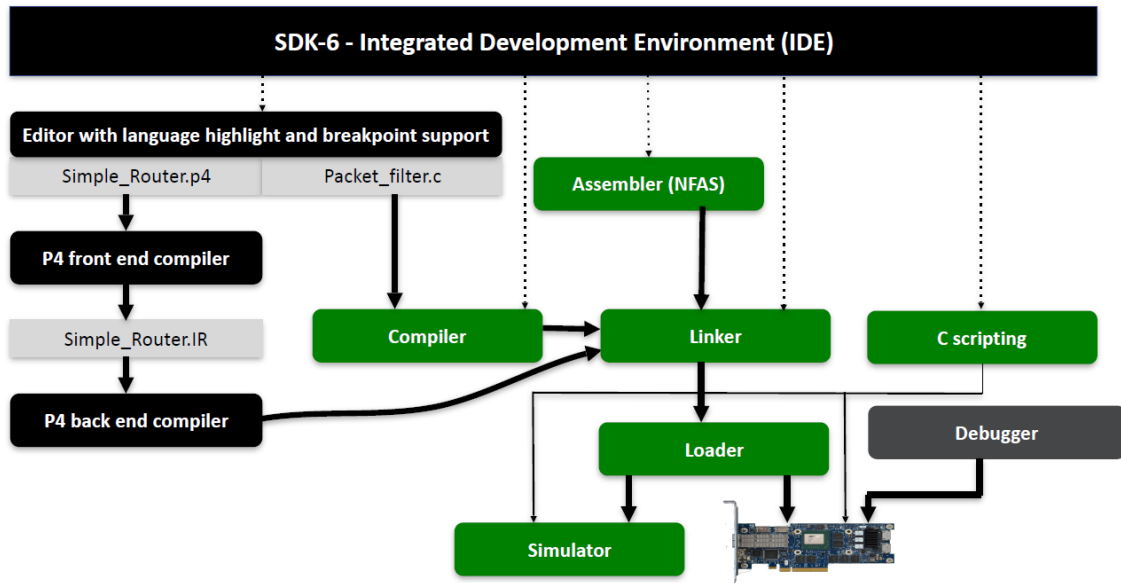 SDK-6 - Integrated Development Environment (IDE)
Editor with language highlight and breakpoint support
Simple_Router.p4
Packet_filter.c
Assembler (NFAS)
P4 front end compiler
Simple_Router.IR
Compiler
Linker
C scripting
P4 back end compiler
Loader
Debugger
Simulator